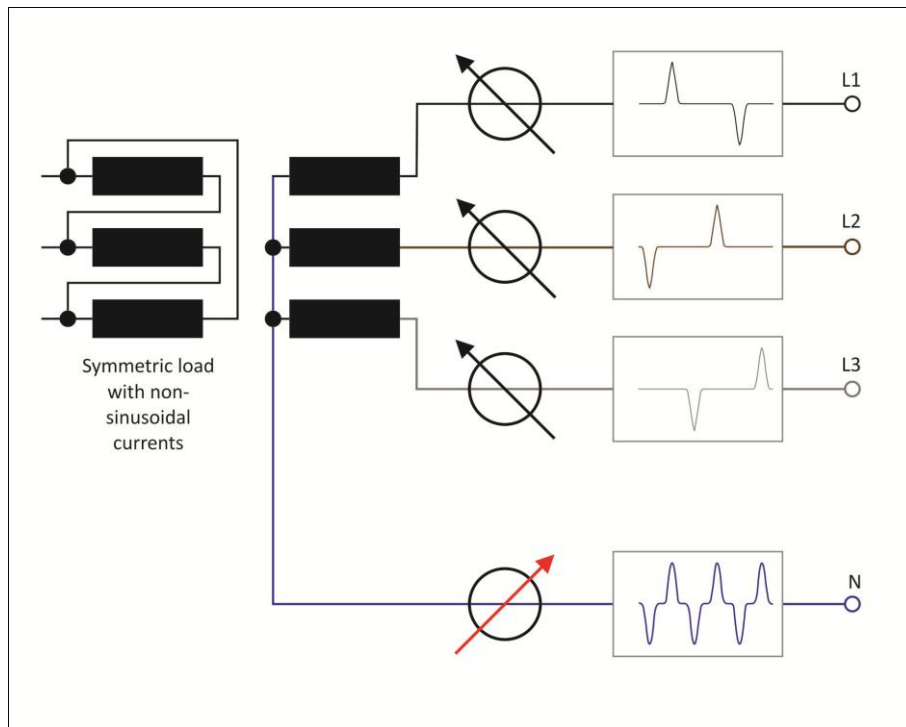 L1
L2
L3
Symmetric load
with non-
sinusoidal
currents
N